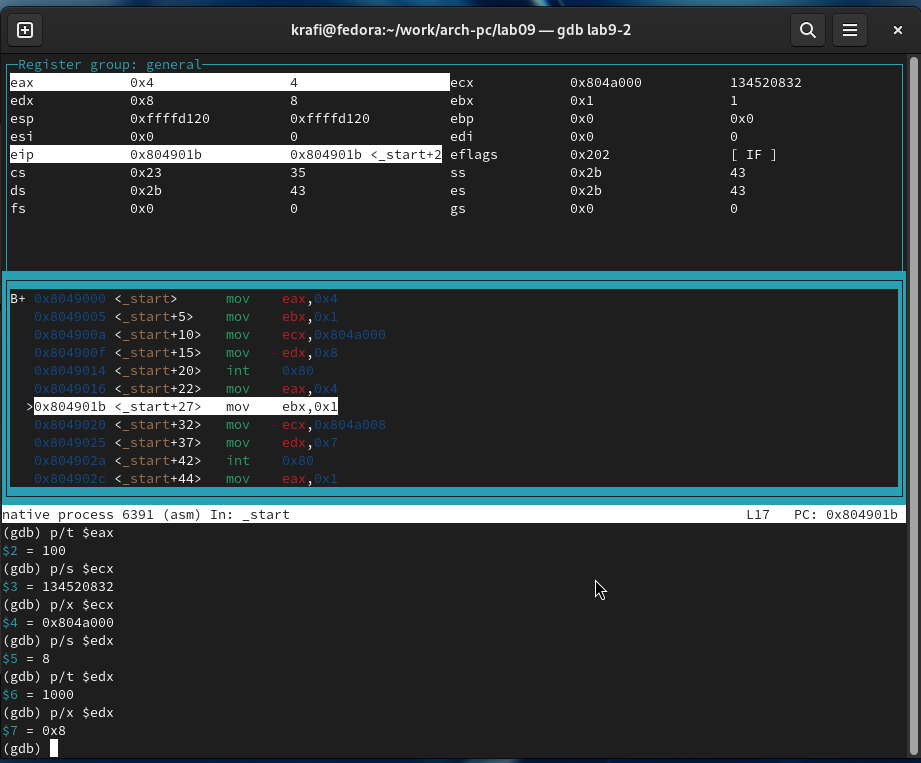 krafi@fedora:~/work/arch-pc/lab09 — gdb lab9-2
Register group: general
eax 0x4 4 ecx 0x804a000 134520832
edx 0x8 8 ebx 0x1 1
esp 0xffffd120 0xffffd120 ebp 0x0 0x0
esi 0x0 0 edi 0x0 0
eip 0x804901b 0x804901b <_start+2 eflags 0x202 [ IF ]
cs 0x23 35 ss 0x2b 43
ds 0x2b 43 es 0x2b 43
fs 0x0 0 gs 0x0 0
B+ 0x8049000 <_start> mov eax,0x4
0x8049005 <_start+5> mov ebx,0x1
0x804900a <_start+10> mov ecx,0x804a000
0x804900f <_start+15> mov edx,0x8
0x8049014 <_start+20> int 0x80
0x8049016 <_start+22> mov eax,0x4
>0x804901b <_start+27> mov ebx,0x1
0x8049020 <_start+32> mov ecx,0x804a008
0x8049025 <_start+37> mov edx,0x7
0x804902a <_start+42> int 0x80
0x804902c <_start+44> mov eax,0x1
native process 6391 (asm) In: _start L17 PC: 0x804901b
(gdb) p/t $eax
$2 = 100
(gdb) p/s $ecx
$3 = 134520832
(gdb) p/x $ecx
$4 = 0x804a000
(gdb) p/s $edx
$5 = 8
(gdb) p/t $edx
$6 = 1000
(gdb) p/x $edx
$7 = 0x8
(gdb)